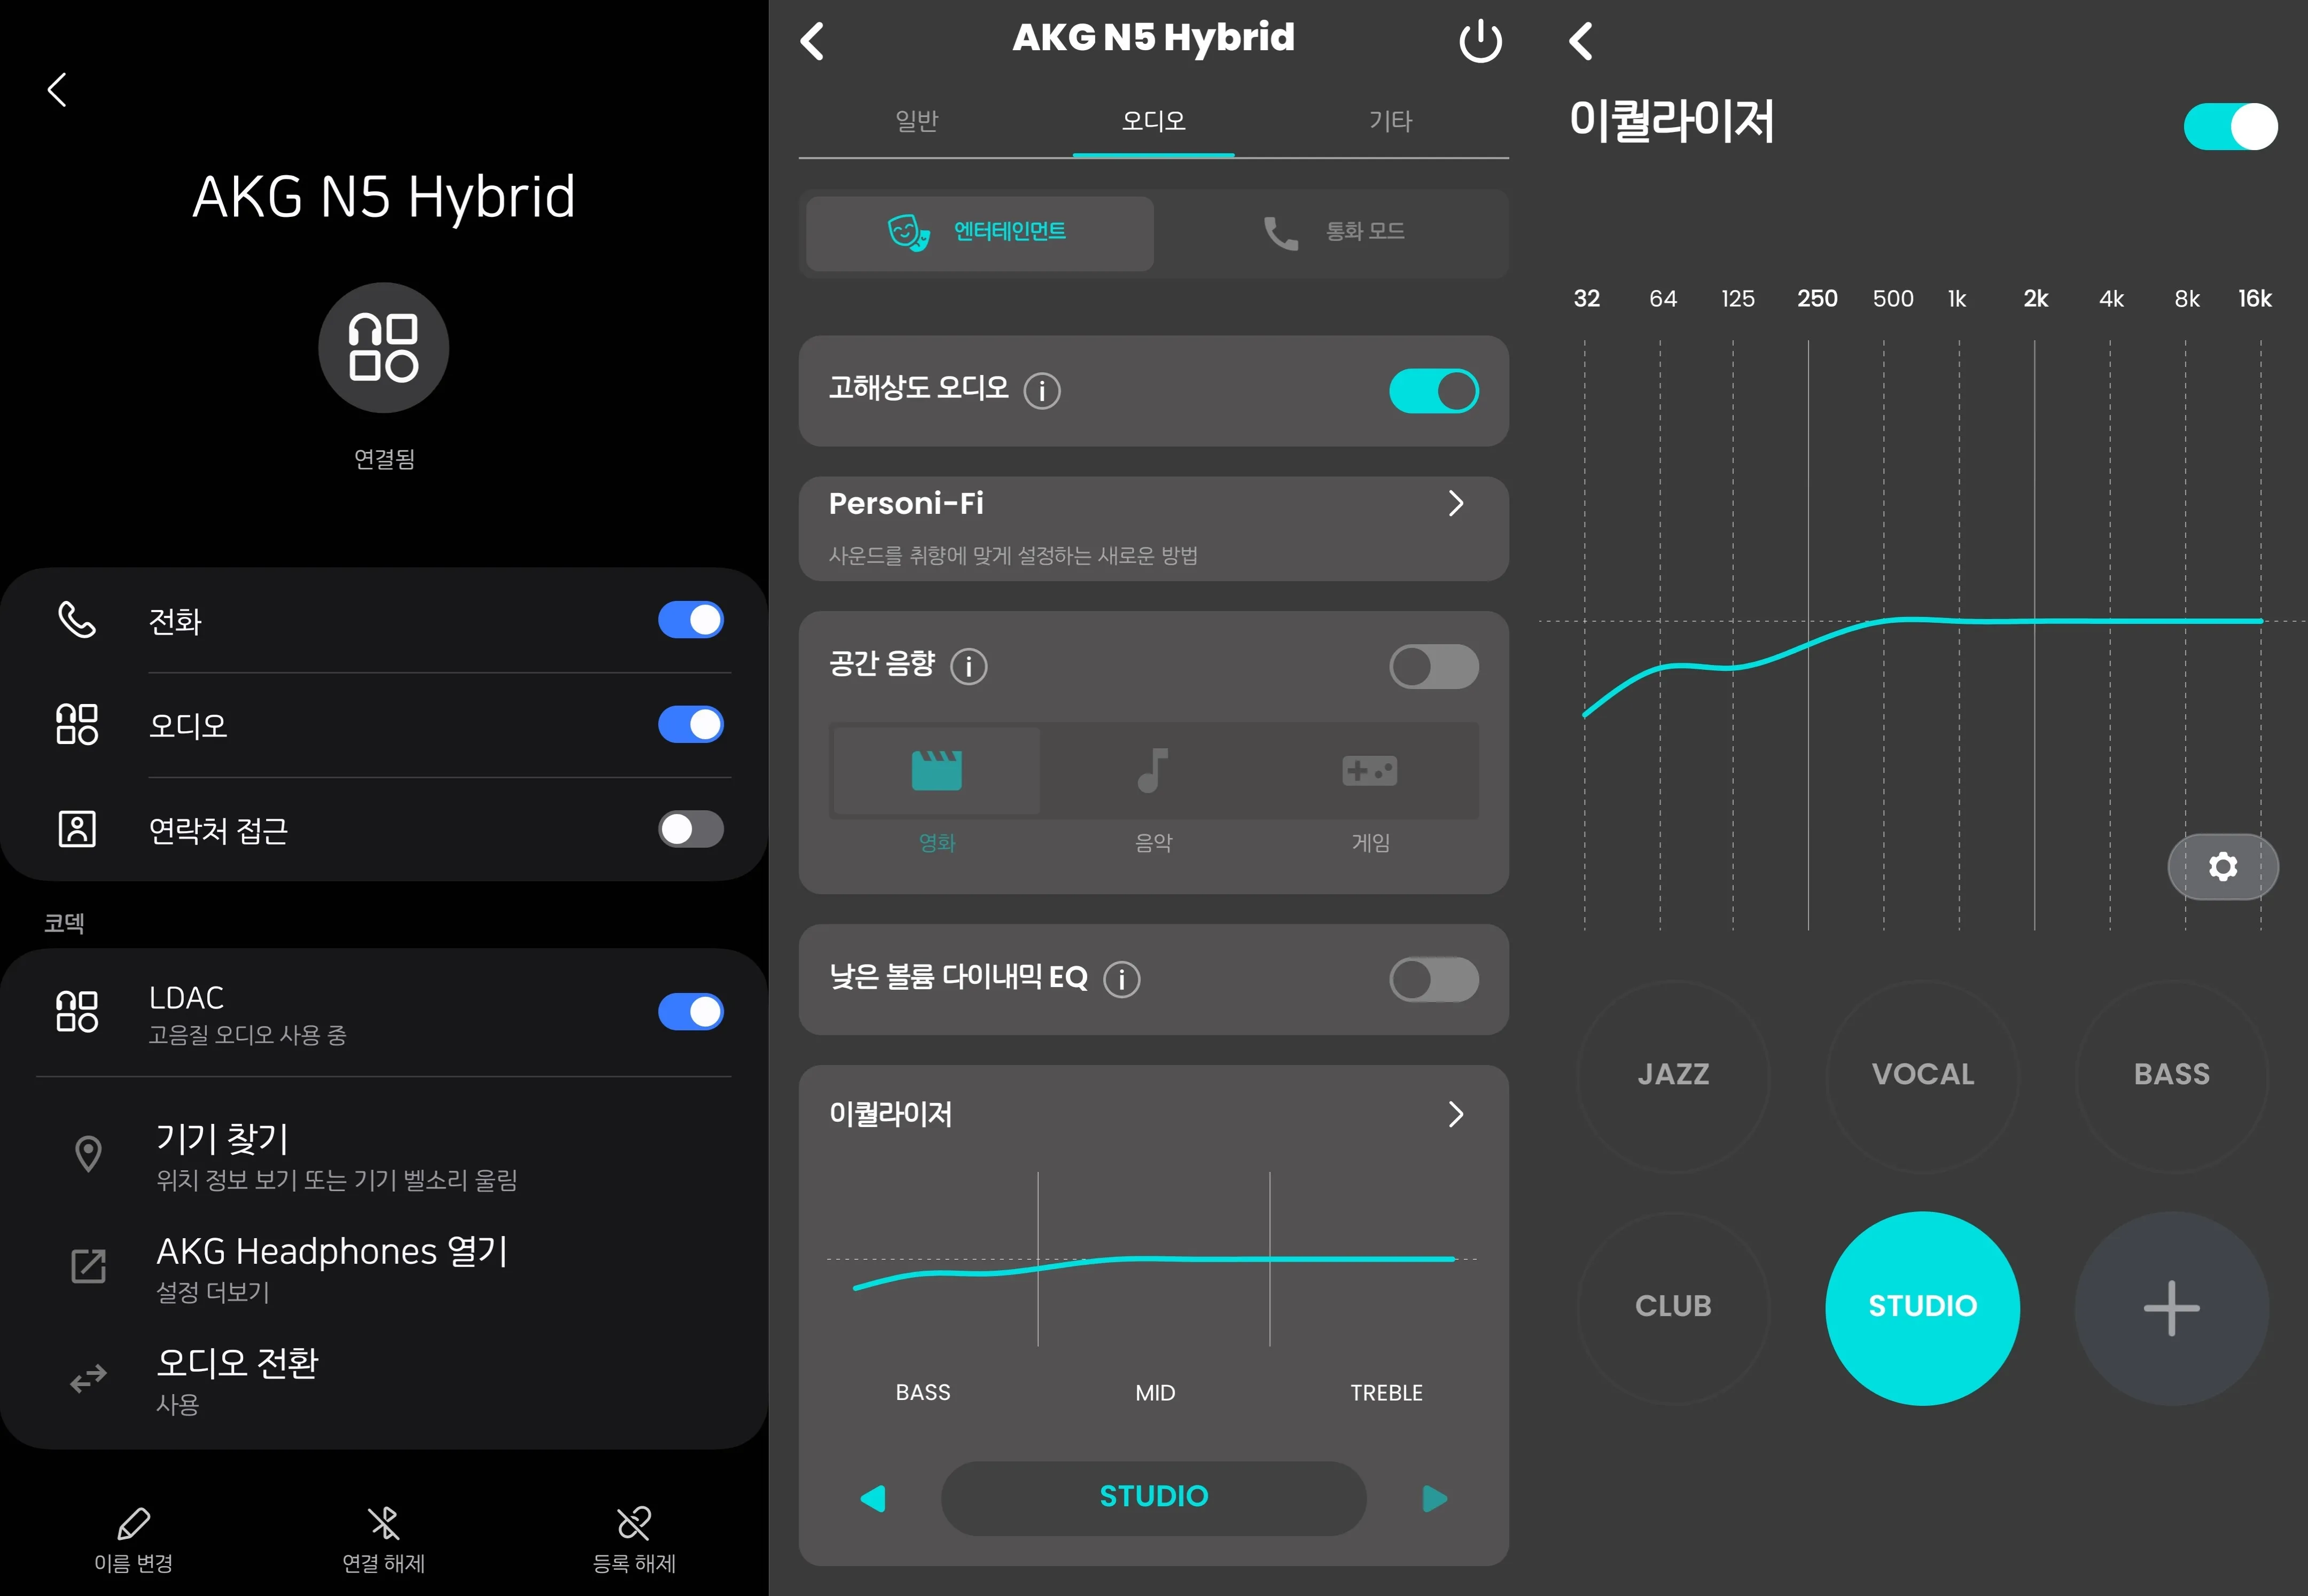 AKG N5 Hybrid
연결됨
전화
오디오
연락처 접근
코덱
LDAC
고음질 오디오 사용 중
기기 찾기
위치 정보 보기 또는 기기 벨소리 울림
AKG Headphones 열기
설정 더보기
오디오 전환
사용
이름 변경
연결 해제
등록 해제
AKG N5 Hybrid
일반
오디오
기타
엔터테인먼트
통화 모드
고해상도 오디오
Personi-Fi
사운드를 취향에 맞게 설정하는 새로운 방법
공간 음향
영화
음악
게임
낮은 볼륨 다이내믹 EQ
이퀄라이저
BASS
MID
TREBLE
STUDIO
이퀄라이저
32 64 125 250 500 1k 2k 4k 8k 16k
JAZZ
VOCAL
BASS
CLUB
STUDIO